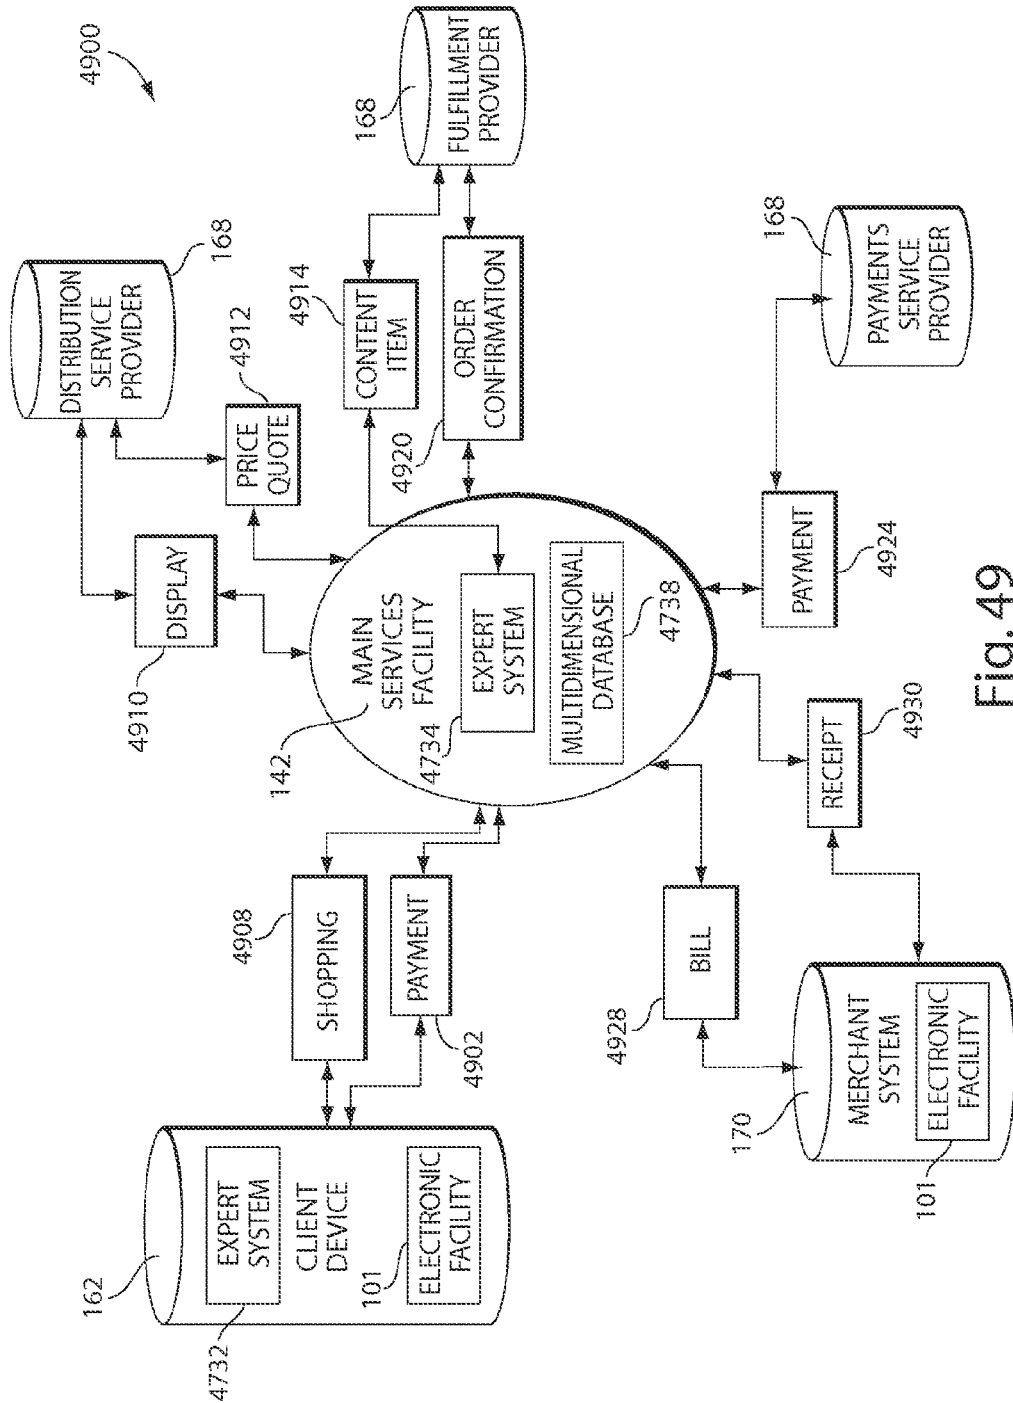 4900
DISTRIBUTION
SERVICE
PROVIDER
168
DISPLAY
4910
PRICE
QUOTE
4912
CONTENT
ITEM
4914
168
FULFILLMENT
PROVIDER
ORDER
CONFIRMATION
4920
162
EXPERT
SYSTEM
4732
CLIENT
DEVICE
ELECTRONIC
FACILITY
101
SHOPPING
4908
PAYMENT
4902
MAIN
SERVICES
FACILITY
142
EXPERT
SYSTEM
4734
MULTIDIMENSIONAL
DATABASE
4738
BILL
4928
170
MERCHANT
SYSTEM
ELECTRONIC
FACILITY
101
RECEIPT
4930
PAYMENT
4924
168
PAYMENTS
SERVICE
PROVIDER
Fig. 49